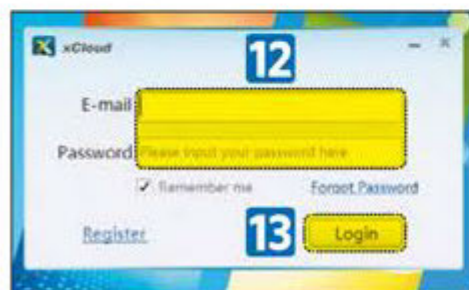 xCloud
12
E-mail
Password Please input your password here
Remember me Forgot Password
Register 13 Login